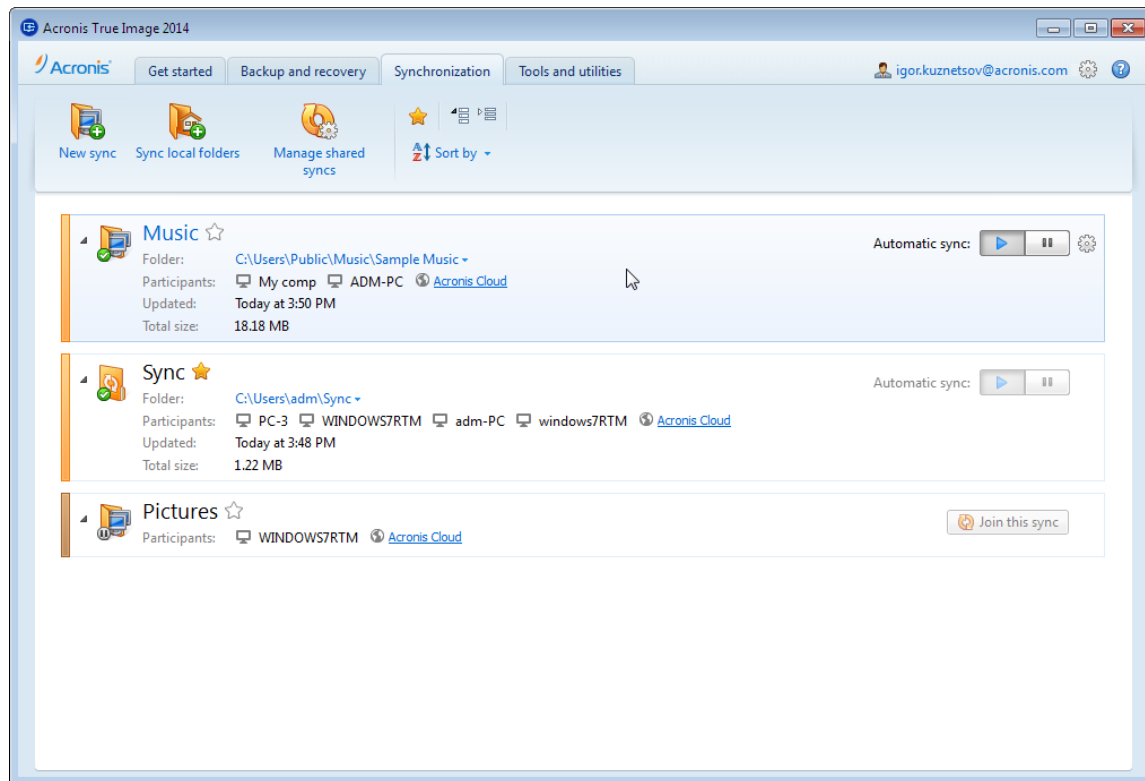 Acronis True Image 2014
Acronis Get started Backup and recovery Synchronization Tools and utilities igor.kuznetsov@acronis.com
New sync Sync local folders Manage shared syncs Sort by
Music
Automatic sync:
Folder: C:\Users\Public\Music\Sample Music
Participants: My comp ADM-PC Acronis Cloud
Updated: Today at 3:50 PM
Total size: 18.18 MB
Sync
Automatic sync:
Folder: C:\Users\adm\Sync
Participants: PC-3 WINDOWS7RTM adm-PC windows7RTM Acronis Cloud
Updated: Today at 3:48 PM
Total size: 1.22 MB
Pictures
Join this sync
Participants: WINDOWS7RTM Acronis Cloud